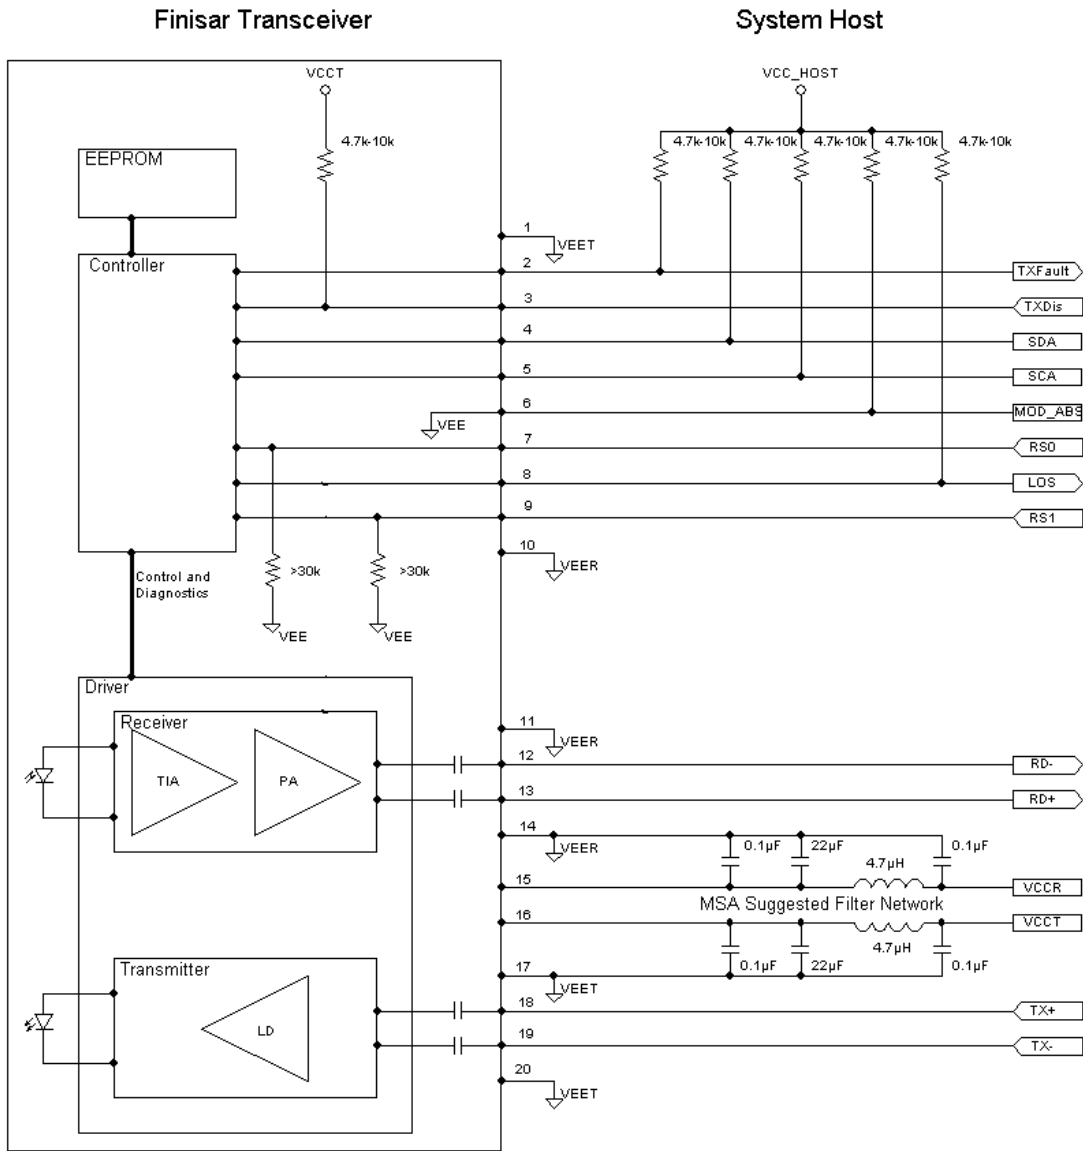 Finisar Transceiver
System Host
VCCT
VCC_HOST
4.7k-10k
4.7k-10k
4.7k-10k
4.7k-10k
4.7k-10k
4.7k-10k
EEPROM
1
VEET
Controller
2
TXFault
3
TXDis
4
SDA
5
SCA
6
MOD_ABS
VEE
7
RS0
8
LOS
9
RS1
10
VEER
Control and
Diagnostics
>30k
>30k
VEE
VEE
Driver
Receiver
11
VEER
12
RD-
TIA
PA
13
RD+
14
VEER
0.1µF
22µF
0.1µF
4.7µH
15
VCCR
MSA Suggested Filter Network
16
VCCT
4.7µH
Transmitter
17
0.1µF
22µF
0.1µF
VEET
18
TX+
LD
19
TX-
20
VEET